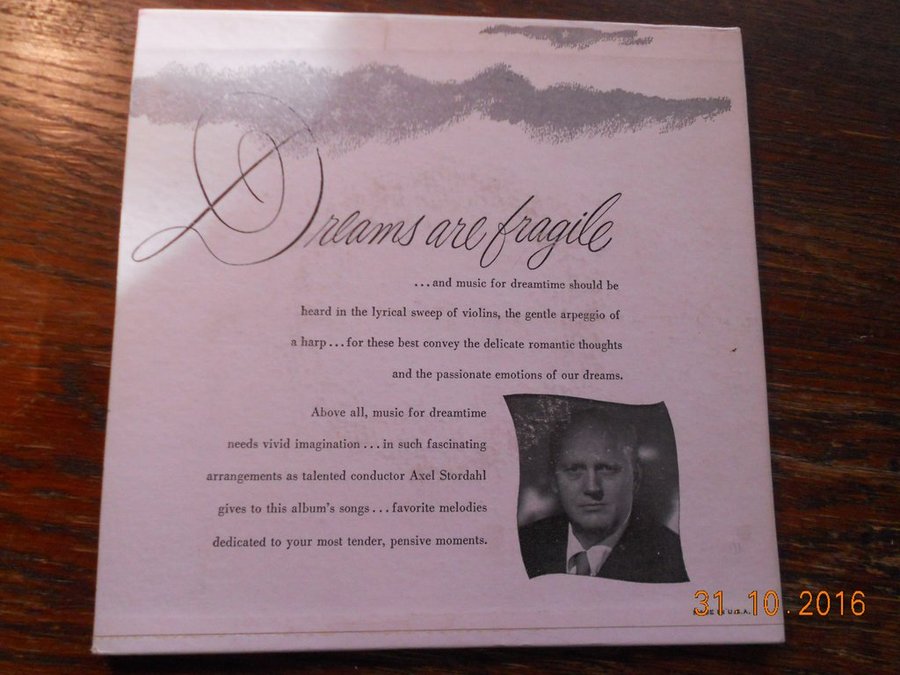 Dreams are fragile
...and music for dreamtime should be
heard in the lyrical sweep of violins, the gentle arpeggio of
a harp...for these best convey the delicate romantic thoughts
and the passionate emotions of our dreams.
Above all, music for dreamtime
needs vivid imagination...in such fascinating
arrangements as talented conductor Axel Stordahl
gives to this album's songs...favorite melodies
dedicated to your most tender, pensive moments.
U.S.A.
31.10.2016